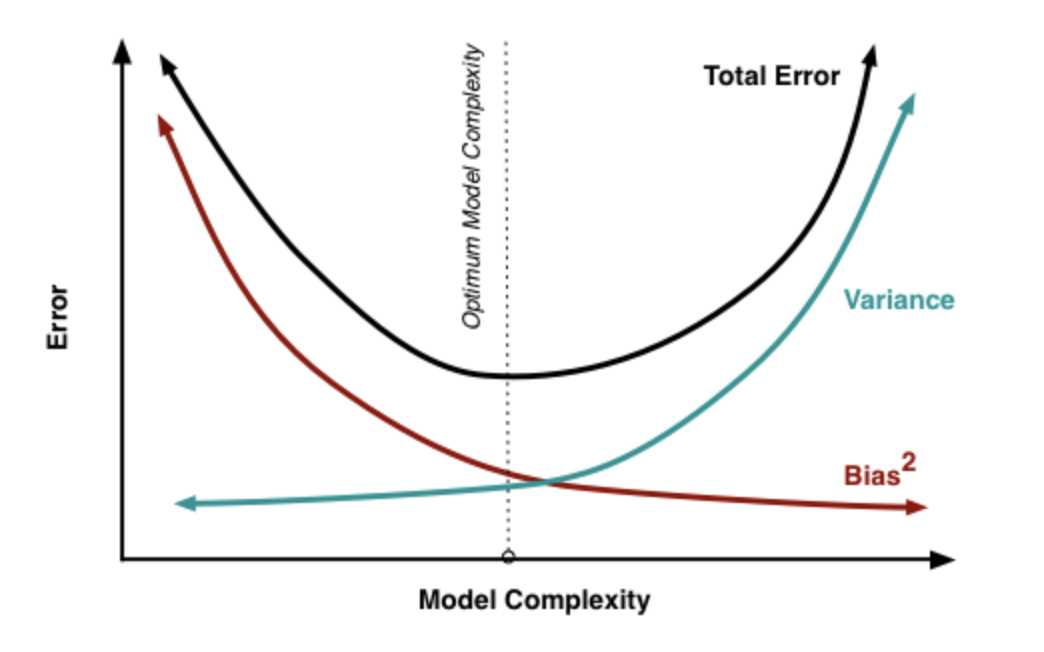 Optimum Model Complexity
Total Error
Variance
Error
Bias²
Model Complexity